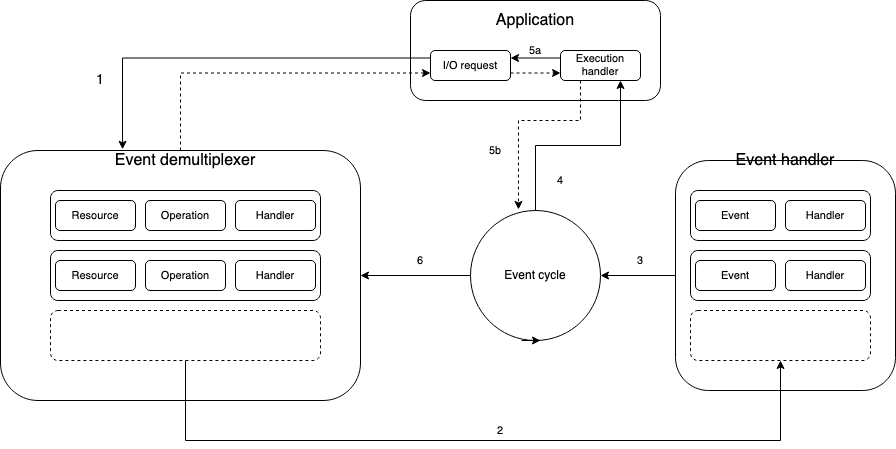 Application
I/O request
5a
Execution
handler
1
5b
4
Event demultiplexer
Resource
Operation
Handler
Resource
Operation
Handler
6
Event cycle
3
Event handler
Event
Handler
Event
Handler
2